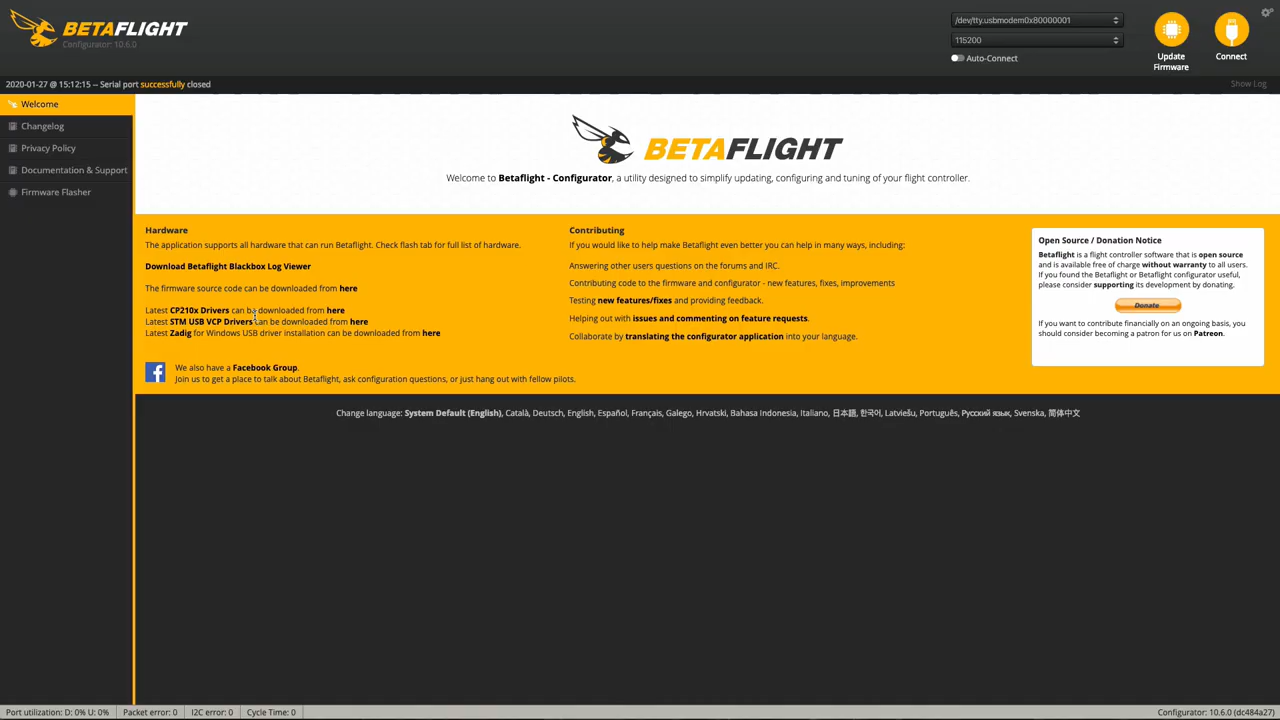 BETAFLIGHT
Configurator: 10.6.0
/dev/tty.usbmodem0x80000001
115200
Auto-Connect
Update
Firmware
Connect
2020-01-27 @ 15:12:15 -- Serial port successfully closed
Show Log
Welcome
Changelog
Privacy Policy
Documentation & Support
Firmware Flasher
BETAFLIGHT
Welcome to Betaflight - Configurator, a utility designed to simplify updating, configuring and tuning of your flight controller.
Hardware
The application supports all hardware that can run Betaflight. Check flash tab for full list of hardware.
Download Betaflight Blackbox Log Viewer
The firmware source code can be downloaded from here
Latest CP210x Drivers can be downloaded from here
Latest STM USB VCP Drivers can be downloaded from here
Latest Zadig for Windows USB driver installation can be downloaded from here
We also have a Facebook Group.
Join us to get a place to talk about Betaflight, ask configuration questions, or just hang out with fellow pilots.
Contributing
If you would like to help make Betaflight even better you can help in many ways, including:
Answering other users questions on the forums and IRC.
Contributing code to the firmware and configurator - new features, fixes, improvements
Testing new features/fixes and providing feedback.
Helping out with issues and commenting on feature requests.
Collaborate by translating the configurator application into your language.
Open Source / Donation Notice
Betaflight is a flight controller software that is open source
and is available free of charge without warranty to all users.
If you found the Betaflight or Betaflight configurator useful,
please consider supporting its development by donating.
Donate
If you want to contribute financially on an ongoing basis, you
should consider becoming a patron for us on Patreon.
Change language: System Default (English), Català, Deutsch, English, Español, Français, Galego, Hrvatski, Bahasa Indonesia, Italiano, 日本語, 한국어, Latviešu, Português, Русский язык, Svenska, 简体中文
Port utilization: D: 0% U: 0%
Packet error: 0
I2C error: 0
Cycle Time: 0
Configurator: 10.6.0 (dc484a27)